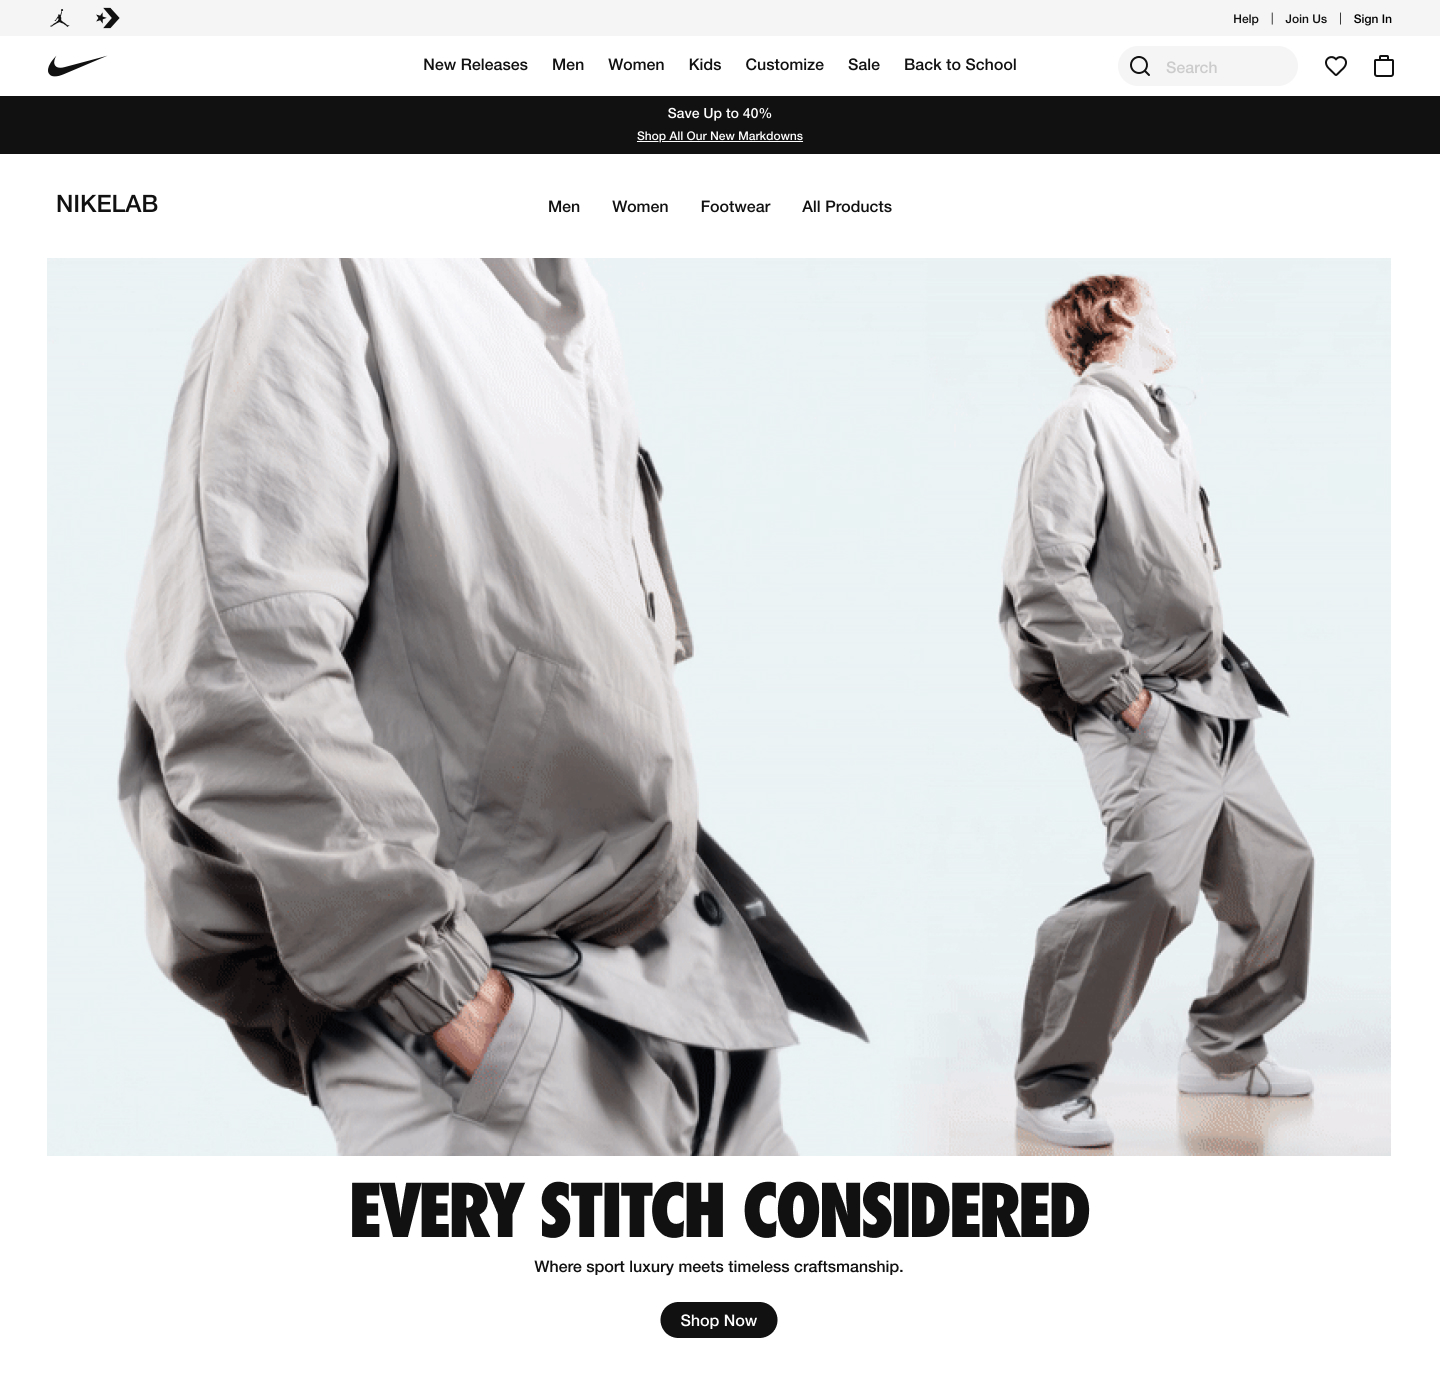 Help | Join Us | Sign In
New Releases Men Women Kids Customize Sale Back to School Search
Save Up to 40%
Shop All Our New Markdowns
NIKELAB Men Women Footwear All Products
EVERY STITCH CONSIDERED
Where sport luxury meets timeless craftsmanship.
Shop Now